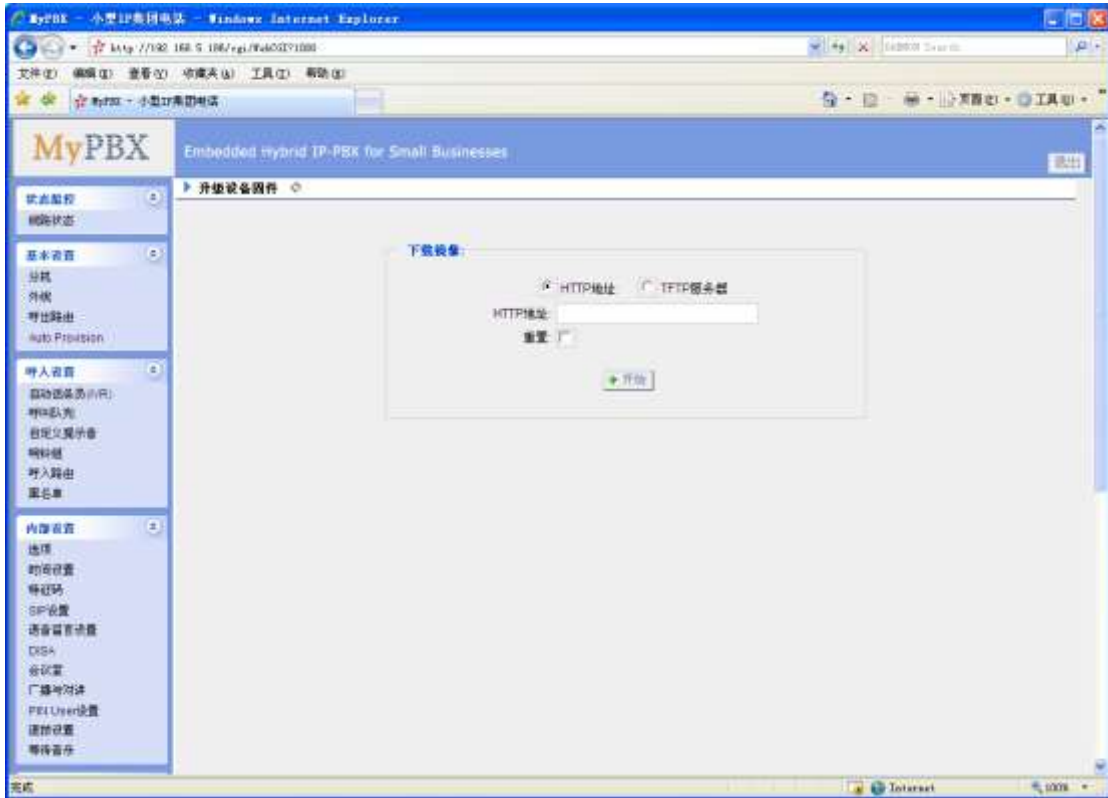 MyPBX - 小型IP集团电话 - Windows Internet Explorer
http://192.168.5.186/cgi/WebCGI?1000
文件(F) 编辑(E) 查看(V) 收藏夹(A) 工具(T) 帮助(H)
MyPBX - 小型IP集团电话
页面(P) 工具(O)
MyPBX
Embedded Hybrid IP-PBX for Small Businesses
退出
升级设备固件
状态监控
线路状态
基本设置
分机
外线
呼出路由
Auto Provision
呼入设置
自动话务员(IVR)
呼叫队列
自定义提示音
响铃组
呼入路由
黑名单
内部设置
选项
时间设置
特征码
SIP设置
语音留言设置
DISA
会议室
广播与对讲
PIN User设置
速拨设置
等待音乐
下载镜像:
HTTP地址 TFTP服务器
HTTP地址:
重置:
开始
完成
Internet
100%